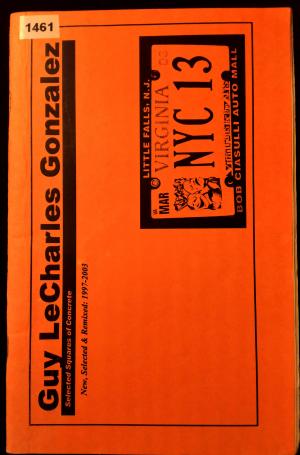 1461
Guy LeCharles Gonzalez
Selected Squares of Concrete
New, Selected & Remixed: 1997-2003
LITTLE FALLS, N.J.
VIRGINIA 03
MAR NYC 13
BOB CIASULLI AUTO MALL